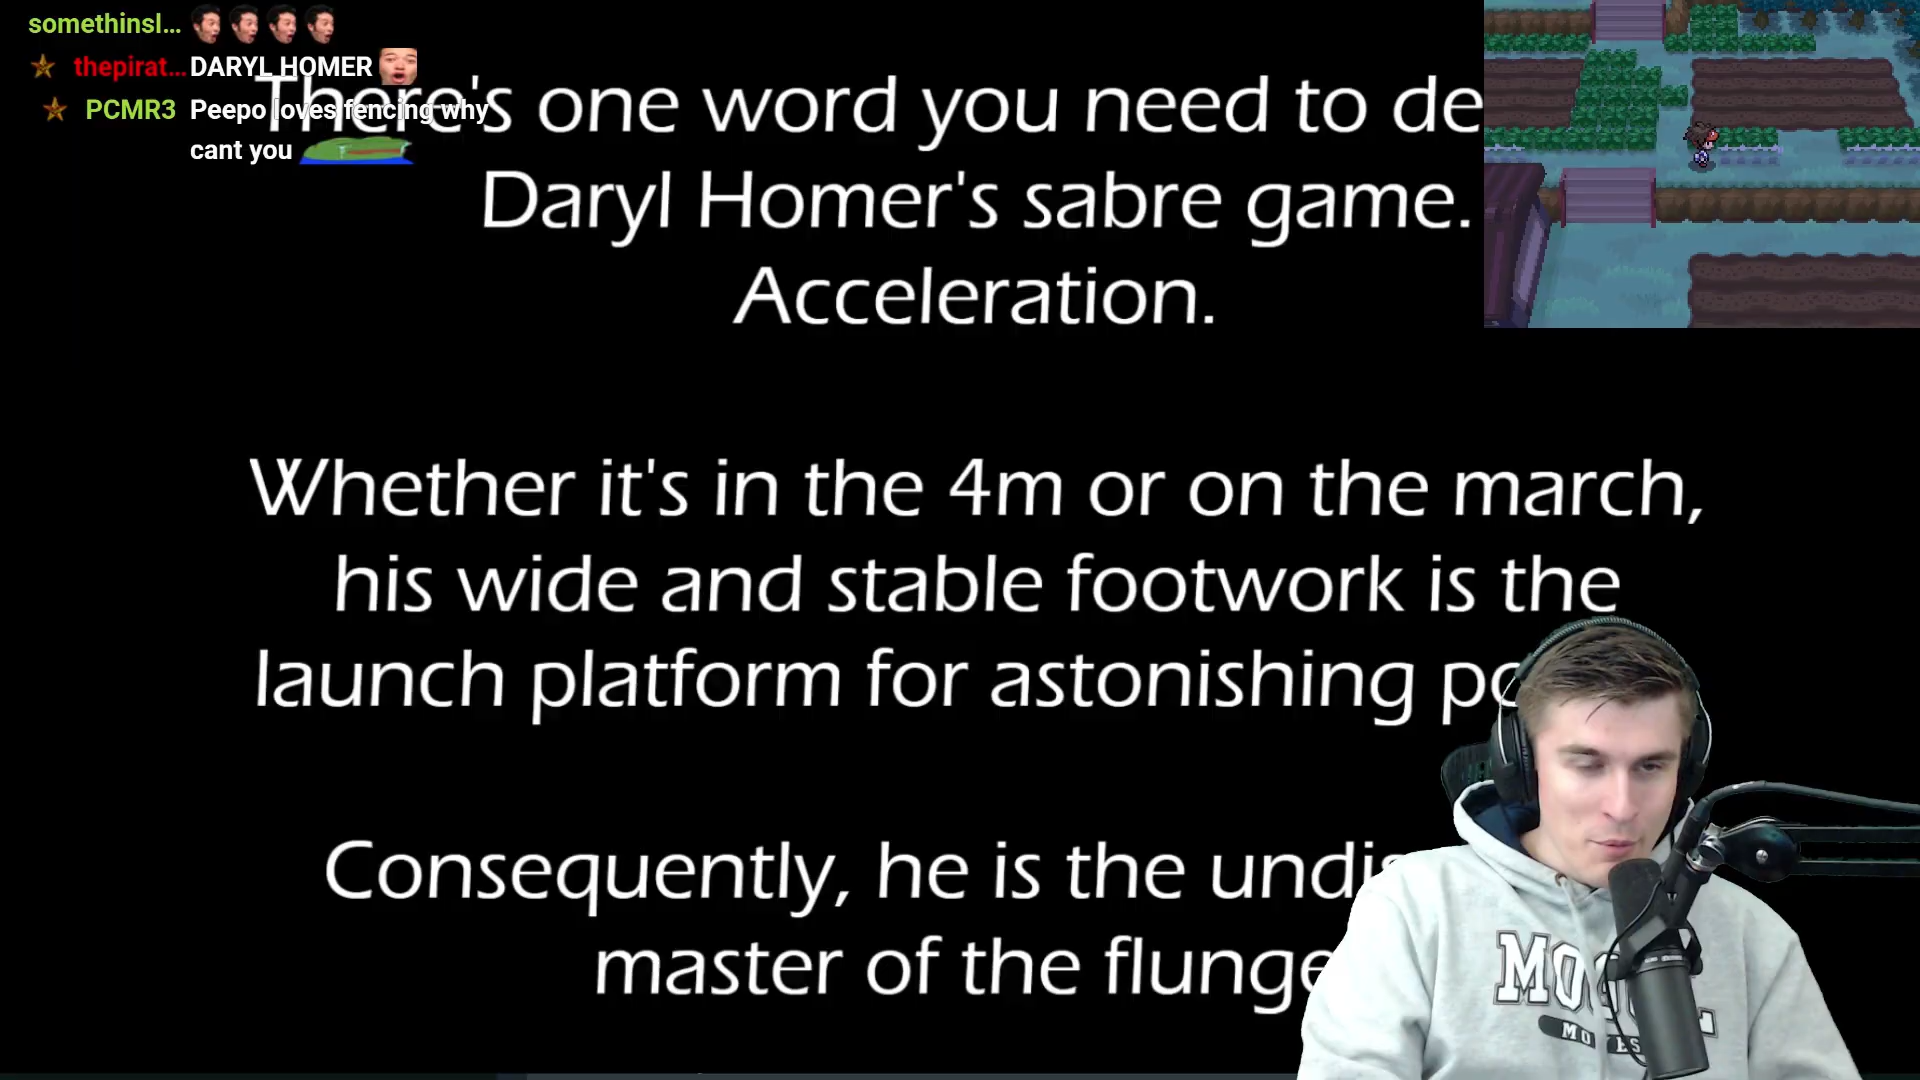 somethinsl...
thepirat... DARYL HOMER
PCMR3 Peepo loves fencing why
cant you
There's one word you need to de
Daryl Homer's sabre game.
Acceleration.
Whether it's in the 4m or on the march,
his wide and stable footwork is the
launch platform for astonishing
Consequently, he is the
master of the flunge